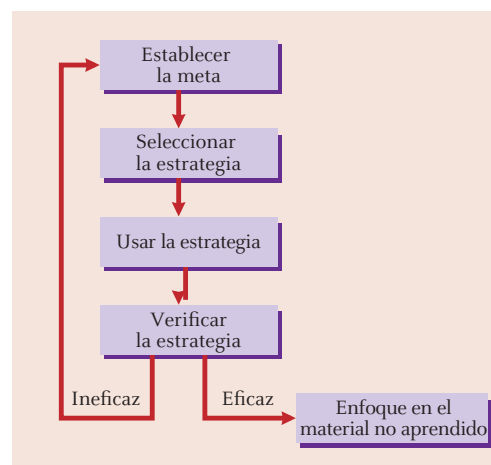 Establecer
la meta
Seleccionar
la estrategia
Usar la estrategia
Verificar
la estrategia
Ineficaz
Eficaz
Enfoque en el
material no aprendido